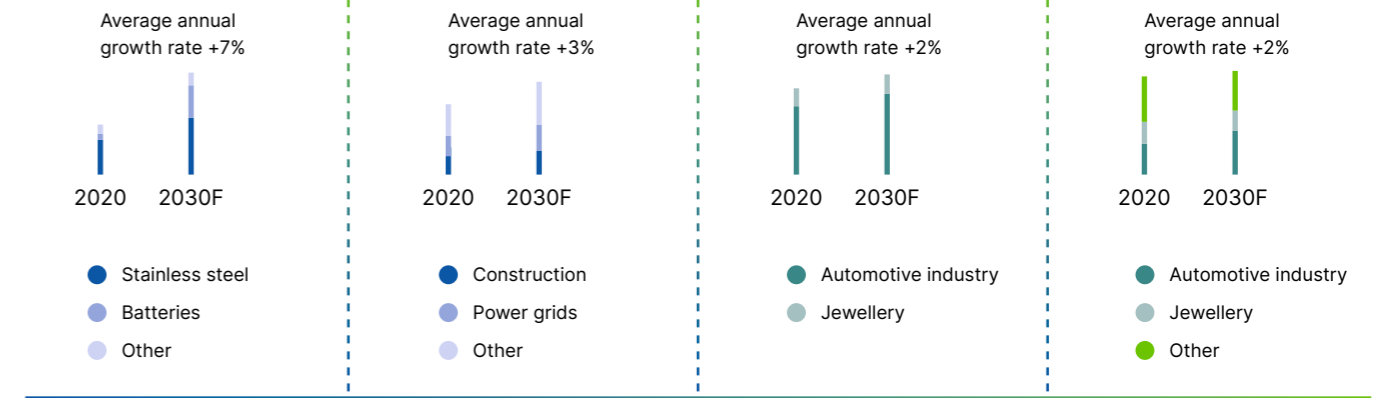 Average annual
growth rate +7%
2020 2030F
Stainless steel
Batteries
Other
Average annual
growth rate +3%
2020 2030F
Construction
Power grids
Other
Average annual
growth rate +2%
2020 2030F
Automotive industry
Jewellery
Average annual
growth rate +2%
2020 2030F
Automotive industry
Jewellery
Other